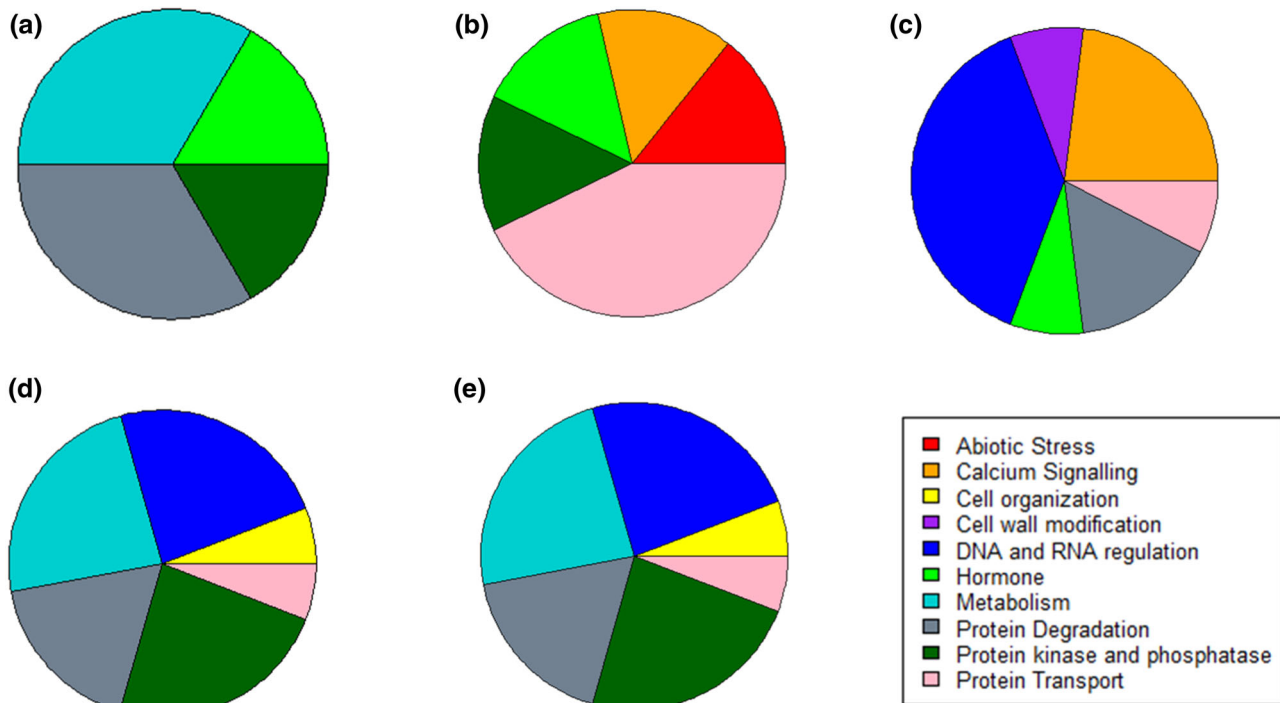 (a)
(b)
(c)
(d)
(e)
Abiotic Stress
Calcium Signalling
Cell organization
Cell wall modification
DNA and RNA regulation
Hormone
Metabolism
Protein Degradation
Protein kinase and phosphatase
Protein Transport